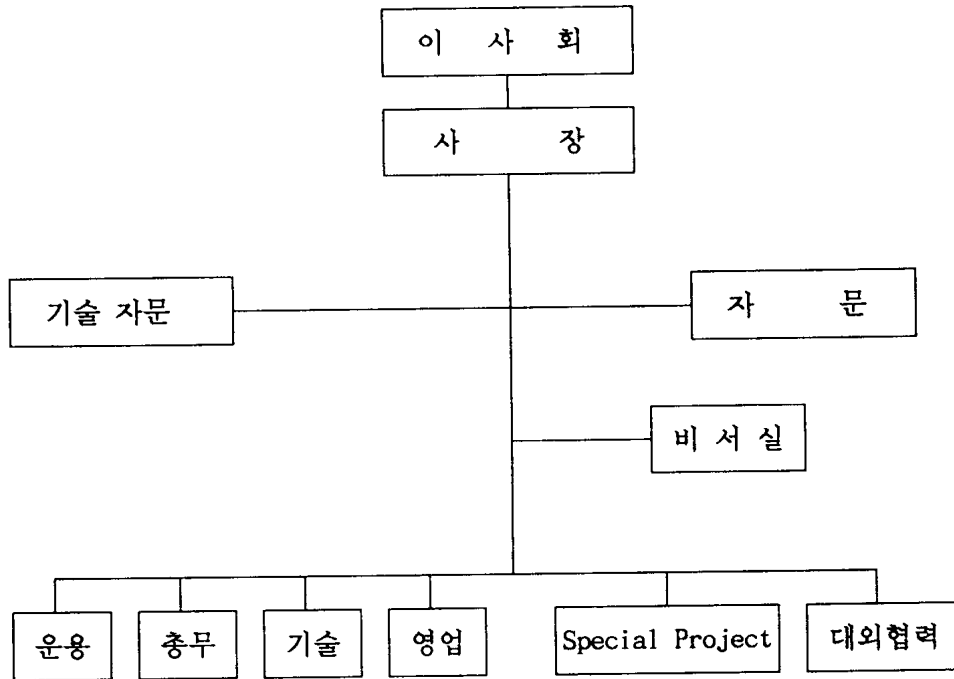 이 사 회
사 장
기술 자문
자 문
비 서 실
운용 총무 기술 영업 Special Project 대외협력